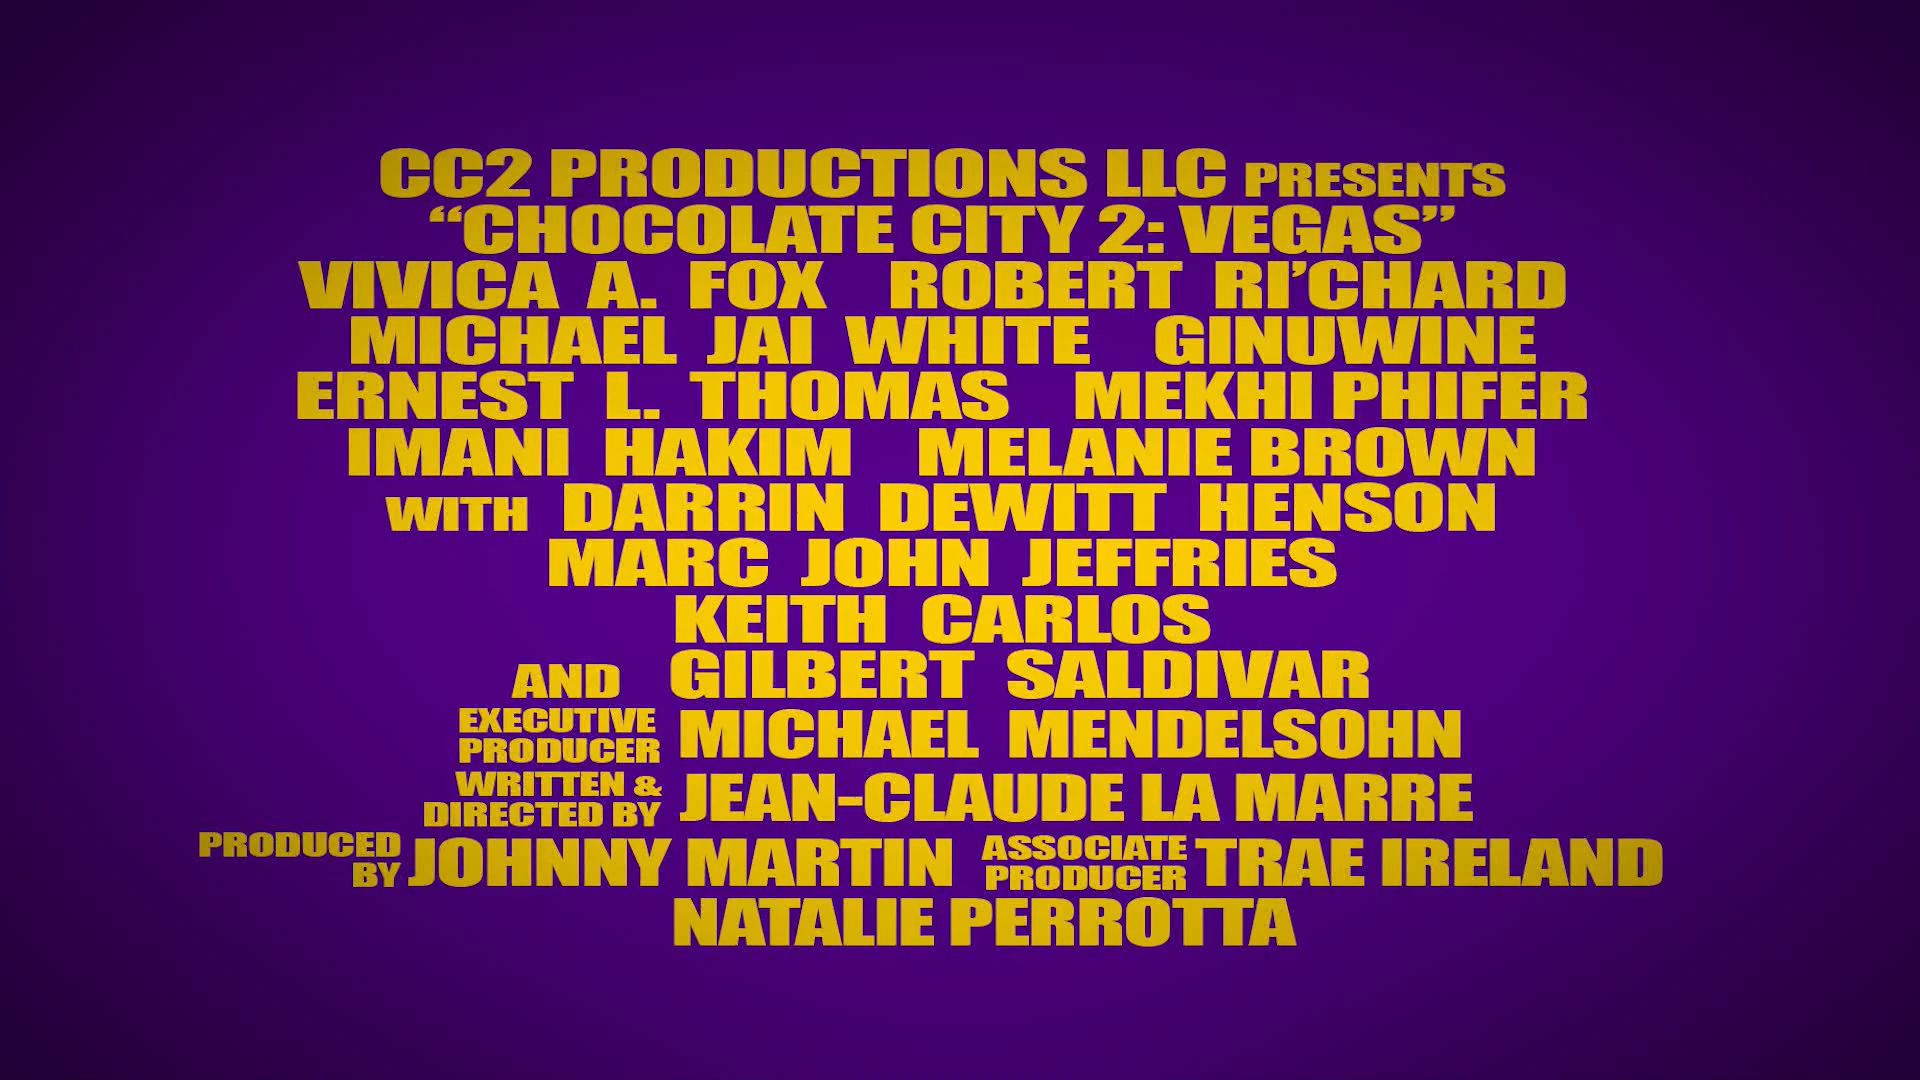 CC2 PRODUCTIONS LLC PRESENTS
“CHOCOLATE CITY 2: VEGAS”
VIVICA A. FOX ROBERT RI’CHARD
MICHAEL JAI WHITE GINUWINE
ERNEST L. THOMAS MEKHI PHIFER
IMANI HAKIM MELANIE BROWN
WITH DARRIN DEWITT HENSON
MARC JOHN JEFFRIES
KEITH CARLOS
AND GILBERT SALDIVAR
EXECUTIVE PRODUCER MICHAEL MENDELSOHN
WRITTEN & DIRECTED BY JEAN-CLAUDE LA MARRE
PRODUCED BY JOHNNY MARTIN ASSOCIATE PRODUCER TRAE IRELAND
NATALIE PERROTTA